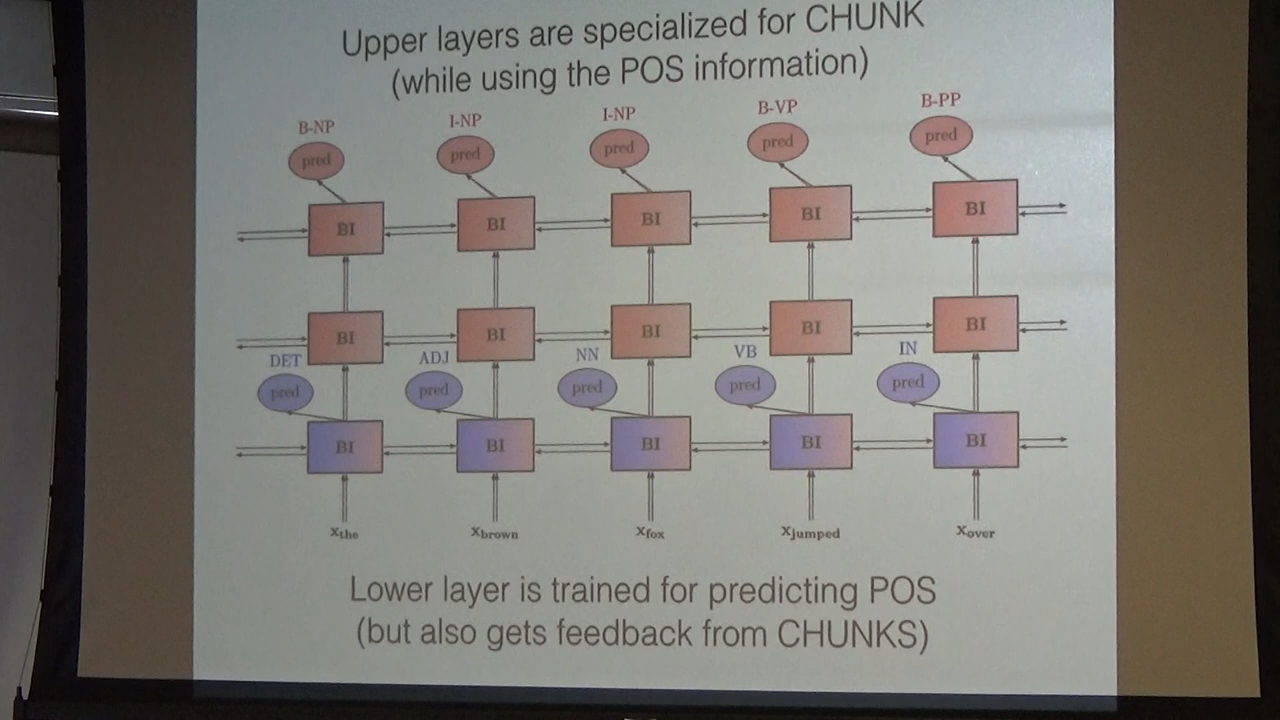 Upper layers are specialized for CHUNK
(while using the POS information)
B-NP I-NP I-NP B-VP B-PP
pred pred pred pred pred
BI BI BI BI BI
BI BI BI BI BI
DET ADJ NN VB IN
pred pred pred pred pred
BI BI BI BI BI
xthe xbrown xfox xjumped xover
Lower layer is trained for predicting POS
(but also gets feedback from CHUNKS)